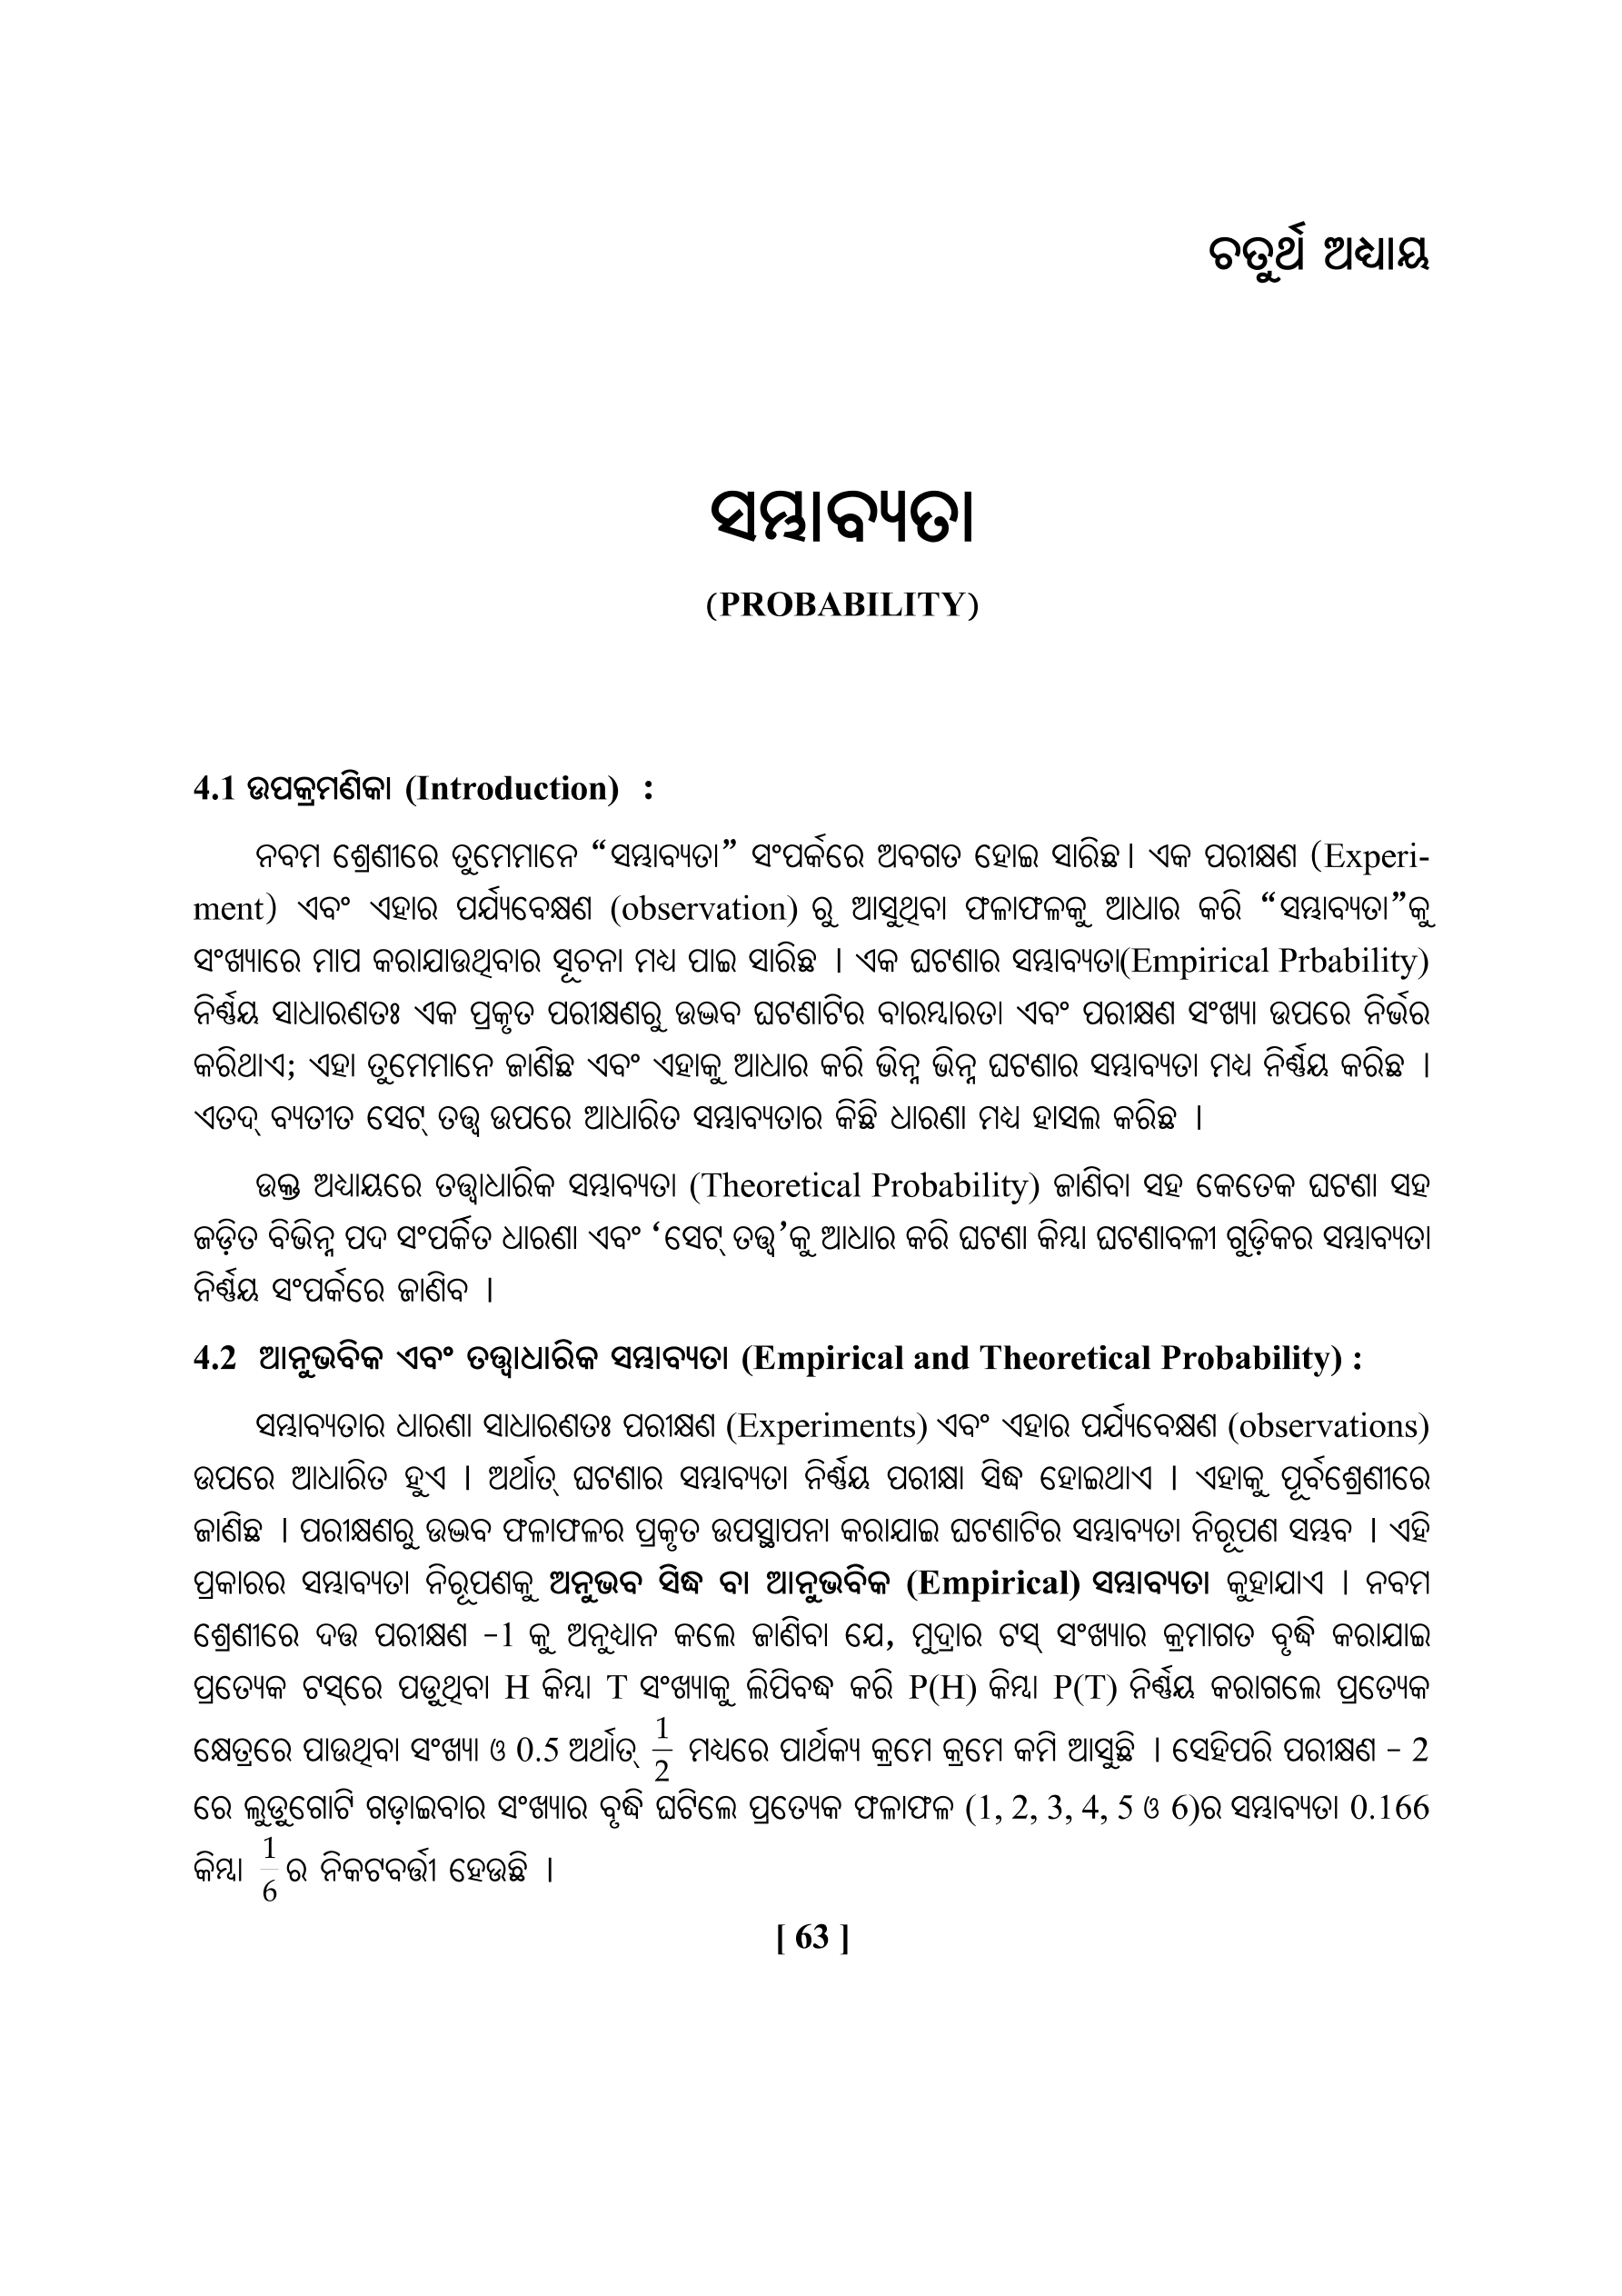 ଚତୁର୍ଥ ଅଧ୍ୟାୟ
ସମ୍ଭାବ୍ୟତା
(PROBABILITY)
4.1 ଉପକ୍ରମଣିକା (Introduction) :
ନବମ ଶ୍ରେଣୀରେ ତୁମେମାନେ “ସମ୍ଭାବ୍ୟତା” ସଂପର୍କରେ ଅବଗତ ହୋଇ ସାରିଛ। ଏକ ପରୀକ୍ଷଣ (Experi-
ment) ଏବଂ ଏହାର ପର୍ଯ୍ୟବେକ୍ଷଣ (observation) ରୁ ଆସୁଥିବା ଫଳାଫଳକୁ ଆଧାର କରି “ସମ୍ଭାବ୍ୟତା”କୁ
ସଂଖ୍ୟାରେ ମାପ କରାଯାଉଥିବାର ସୂଚନା ମଧ୍ୟ ପାଇ ସାରିଛ । ଏକ ଘଟଣାର ସମ୍ଭାବ୍ୟତା(Empirical Prbability)
ନିର୍ଣ୍ଣୟ ସାଧାରଣତଃ ଏକ ପ୍ରକୃତ ପରୀକ୍ଷଣରୁ ଉଦ୍ଭବ ଘଟଣାଟିର ବାରମ୍ଭାରତା ଏବଂ ପରୀକ୍ଷଣ ସଂଖ୍ୟା ଉପରେ ନିର୍ଭର
କରିଥାଏ; ଏହା ତୁମେମାନେ ଜାଣିଛ ଏବଂ ଏହାକୁ ଆଧାର କରି ଭିନ୍ନ ଭିନ୍ନ ଘଟଣାର ସମ୍ଭାବ୍ୟତା ମଧ୍ୟ ନିର୍ଣ୍ଣୟ କରିଛ ।
ଏତଦ୍ ବ୍ୟତୀତ ସେଟ୍ ତତ୍ତ୍ୱ ଉପରେ ଆଧାରିତ ସମ୍ଭାବ୍ୟତାର କିଛି ଧାରଣା ମଧ୍ୟ ହାସଲ କରିଛ ।
ଉକ୍ତ ଅଧ୍ୟାୟରେ ତତ୍ତ୍ୱାଧାରିକ ସମ୍ଭାବ୍ୟତା (Theoretical Probability) ଜାଣିବା ସହ କେତେକ ଘଟଣା ସହ
ଜଡ଼ିତ ବିଭିନ୍ନ ପଦ ସଂପର୍କିତ ଧାରଣା ଏବଂ ‘ସେଟ୍ ତତ୍ତ୍ୱ’କୁ ଆଧାର କରି ଘଟଣା କିମ୍ଭା ଘଟଣାବଳୀ ଗୁଡ଼ିକର ସମ୍ଭାବ୍ୟତା
ନିର୍ଣ୍ଣୟ ସଂପର୍କରେ ଜାଣିବ ।
4.2 ଆନୁଭବିକ ଏବଂ ତତ୍ତ୍ୱାଧାରିକ ସମ୍ଭାବ୍ୟତା (Empirical and Theoretical Probability) :
ସମ୍ଭାବ୍ୟତାର ଧାରଣା ସାଧାରଣତଃ ପରୀକ୍ଷଣ (Experiments) ଏବଂ ଏହାର ପର୍ଯ୍ୟବେକ୍ଷଣ (observations)
ଉପରେ ଆଧାରିତ ହୁଏ । ଅର୍ଥାତ୍ ଘଟଣାର ସମ୍ଭାବ୍ୟତା ନିର୍ଣ୍ଣୟ ପରୀକ୍ଷା ସିଦ୍ଧ ହୋଇଥାଏ । ଏହାକୁ ପୂର୍ବଶ୍ରେଣୀରେ
ଜାଣିଛ । ପରୀକ୍ଷଣରୁ ଉଦ୍ଭବ ଫଳାଫଳର ପ୍ରକୃତ ଉପସ୍ଥାପନା କରାଯାଇ ଘଟଣାଟିର ସମ୍ଭାବ୍ୟତା ନିରୂପଣ ସମ୍ଭବ । ଏହି
ପ୍ରକାରର ସମ୍ଭାବ୍ୟତା ନିରୂପଣକୁ ଅନୁଭବ ସିଦ୍ଧ ବା ଆନୁଭବିକ (Empirical) ସମ୍ଭାବ୍ୟତା କୁହାଯାଏ । ନବମ
ଶ୍ରେଣୀରେ ଦତ୍ତ ପରୀକ୍ଷଣ -1 କୁ ଅନୁଧ୍ୟାନ କଲେ ଜାଣିବା ଯେ, ମୁଦ୍ରାର ଟସ୍ ସଂଖ୍ୟାର କ୍ରମାଗତ ବୃଦ୍ଧି କରାଯାଇ
ପ୍ରତ୍ୟେକ ଟସ୍‌ରେ ପଡ଼ୁଥିବା H କିମ୍ଭା T ସଂଖ୍ୟାକୁ ଲିପିବଦ୍ଧ କରି P(H) କିମ୍ଭା P(T) ନିର୍ଣ୍ଣୟ କରାଗଲେ ପ୍ରତ୍ୟେକ
କ୍ଷେତ୍ରରେ ପାଉଥିବା ସଂଖ୍ୟା ଓ 0.5 ଅର୍ଥାତ୍ 1/2 ମଧ୍ୟରେ ପାର୍ଥକ୍ୟ କ୍ରମେ କ୍ରମେ କମି ଆସୁଛି । ସେହିପରି ପରୀକ୍ଷଣ - 2
ରେ ଲୁଡ଼ୁଗୋଟି ଗଡ଼ାଇବାର ସଂଖ୍ୟାର ବୃଦ୍ଧି ଘଟିଲେ ପ୍ରତ୍ୟେକ ଫଳାଫଳ (1, 2, 3, 4, 5 ଓ 6)ର ସମ୍ଭାବ୍ୟତା 0.166
କିମ୍ଭା 1/6 ର ନିକଟବର୍ତ୍ତୀ ହେଉଛି ।
[ 63 ]